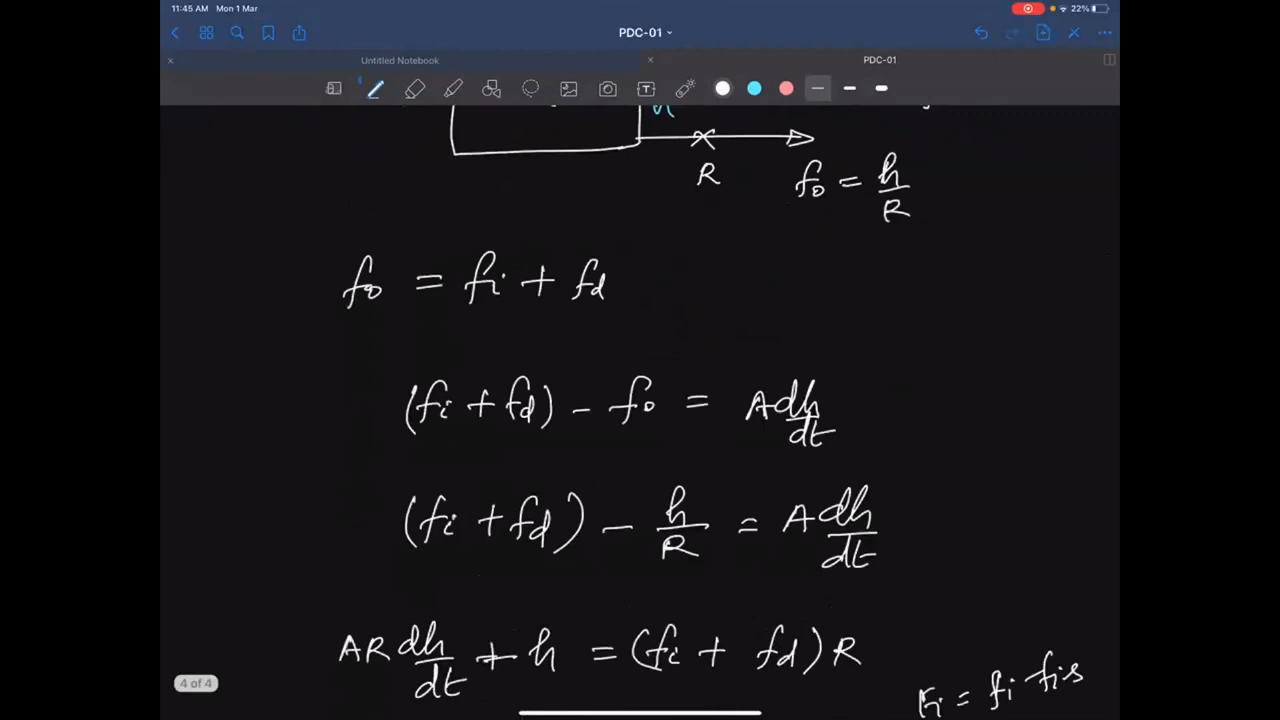 11:45 AM Mon 1 Mar
22%
PDC-01
Untitled Notebook
PDC-01
R
fo = h/R
fo = fi + fd
(fi + fd) - fo = A dh/dt
(fi + fd) - h/R = A dh/dt
AR dh/dt + h = (fi + fd) R
4 of 4
Fi = fi - fis